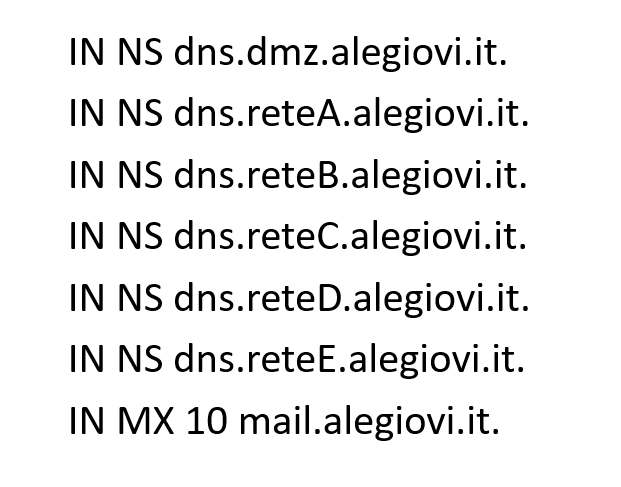 IN NS dns.dmz.alegiovi.it.
IN NS dns.reteA.alegiovi.it.
IN NS dns.reteB.alegiovi.it.
IN NS dns.reteC.alegiovi.it.
IN NS dns.reteD.alegiovi.it.
IN NS dns.reteE.alegiovi.it.
IN MX 10 mail.alegiovi.it.